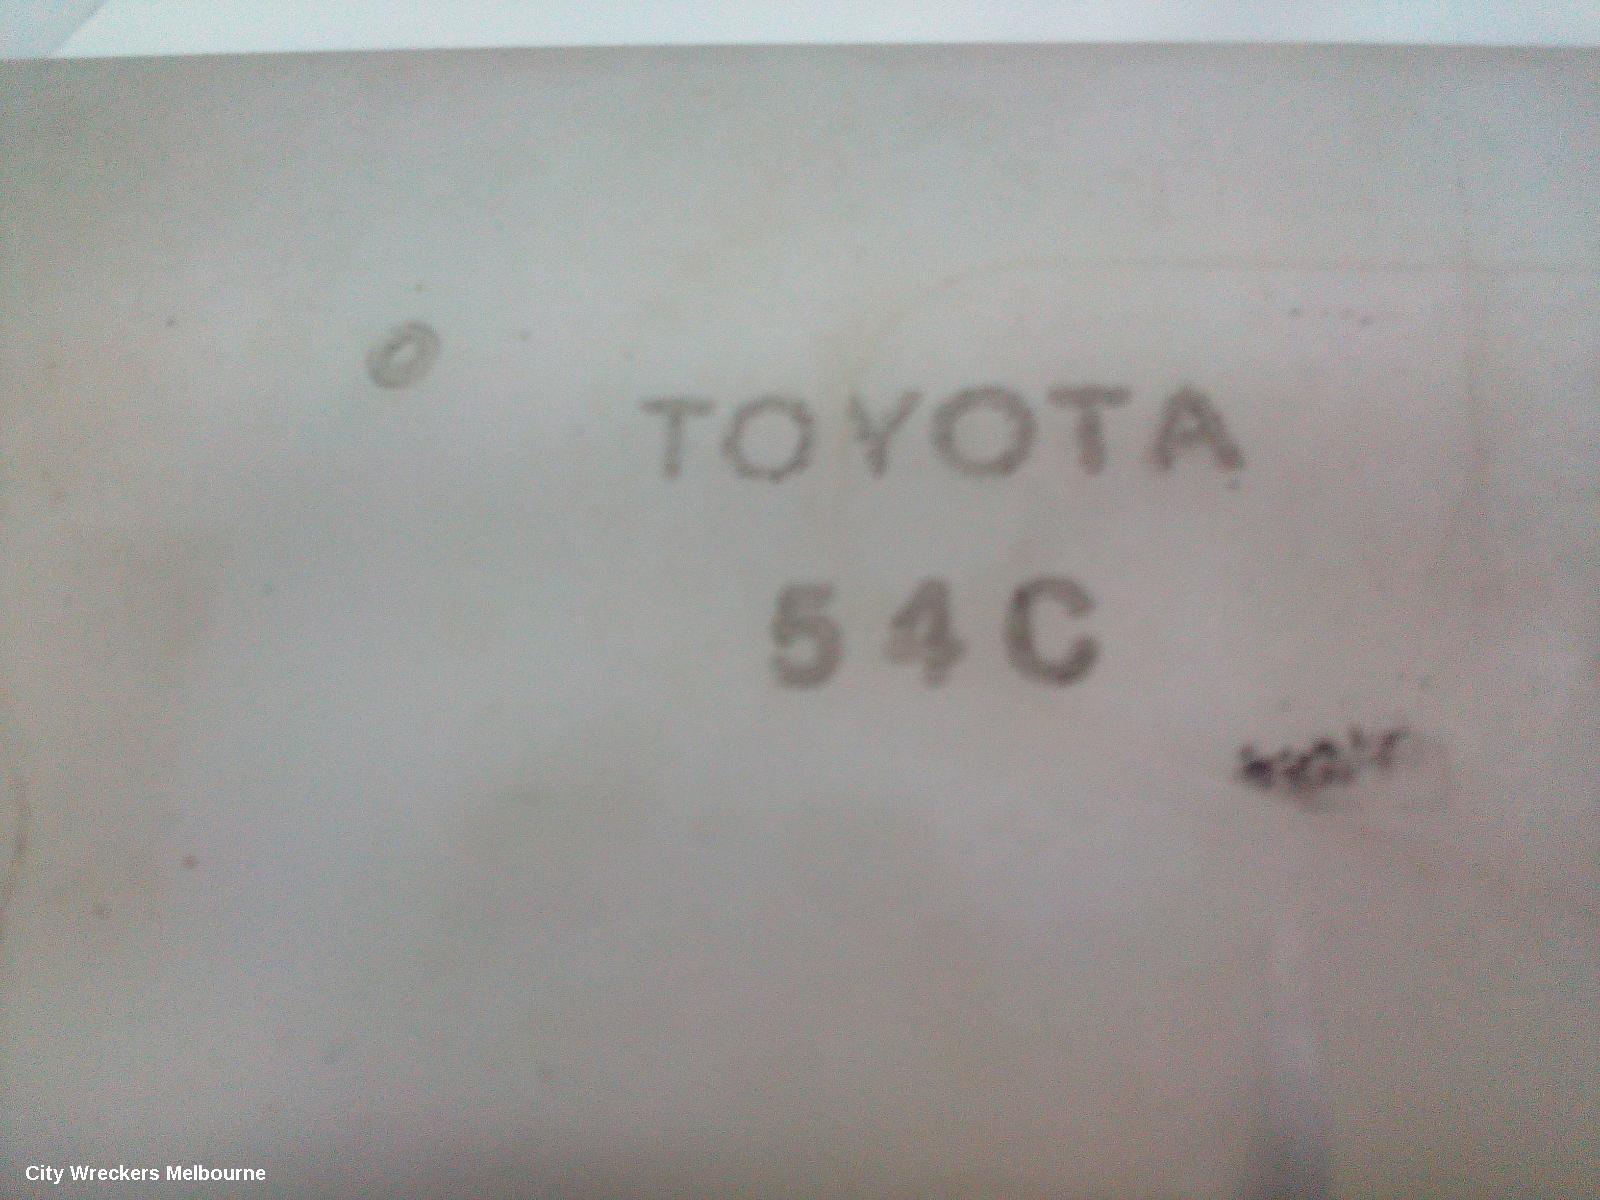 TOYOTA
54C
City Wreckers Melbourne